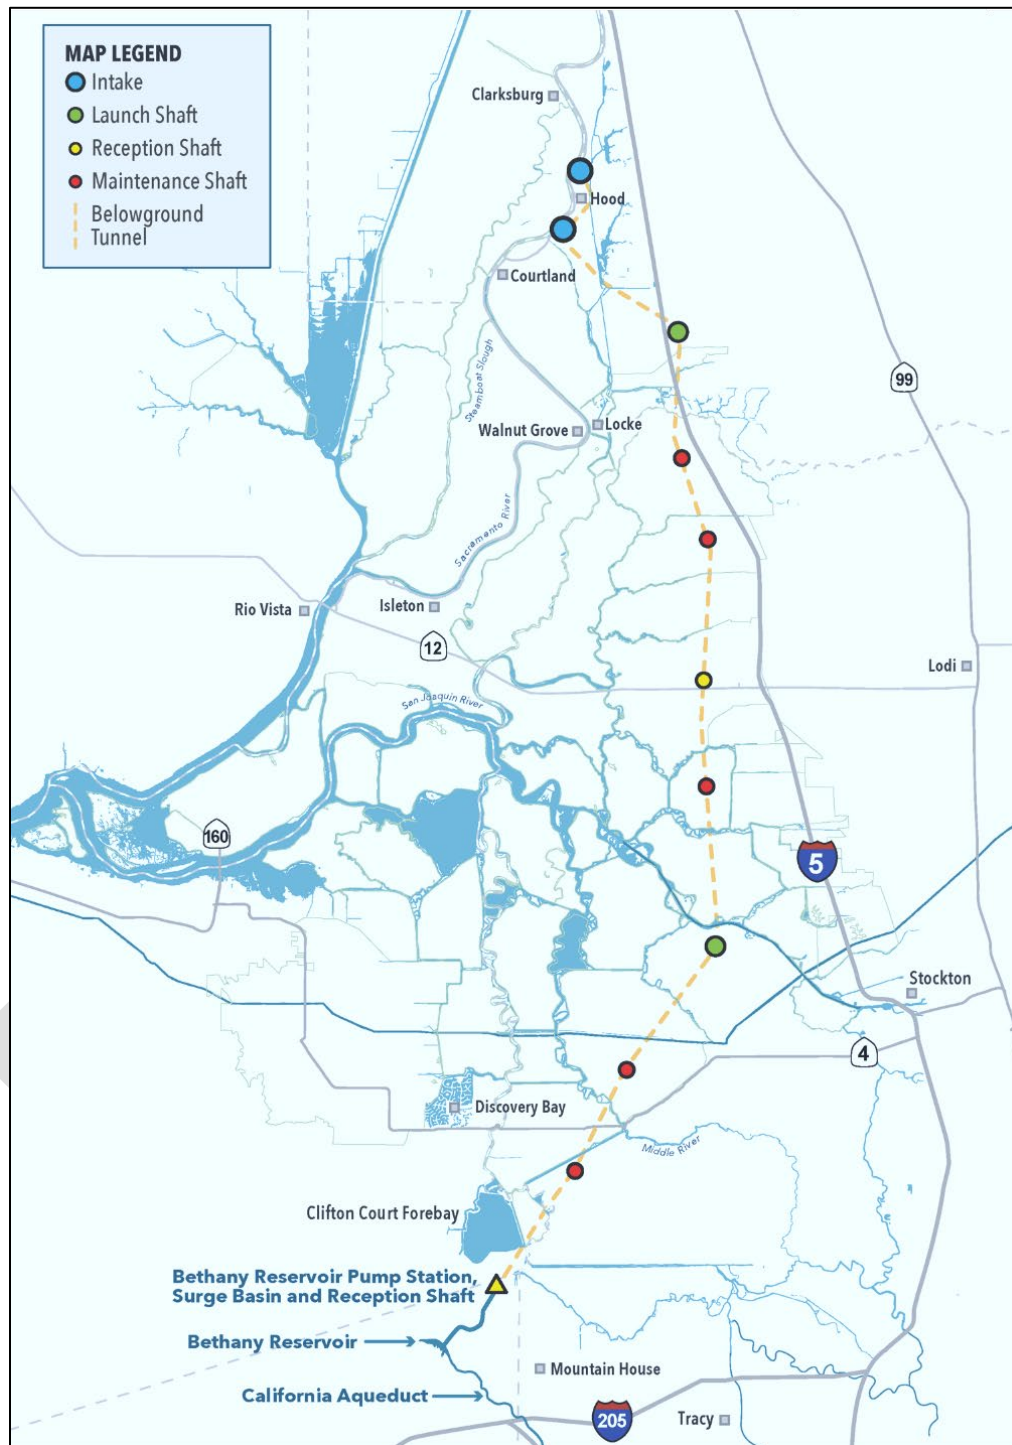 MAP LEGEND
Intake
Launch Shaft
Reception Shaft
Maintenance Shaft
Belowground
Tunnel
Clarksburg
Hood
Courtland
Steamboat Slough
99
Walnut Grove
Locke
Sacramento River
Rio Vista
Isleton
12
Lodi
San Joaquin River
160
5
Stockton
4
Discovery Bay
Middle River
Clifton Court Forebay
Bethany Reservoir Pump Station,
Surge Basin and Reception Shaft
Bethany Reservoir
Mountain House
California Aqueduct
205
Tracy